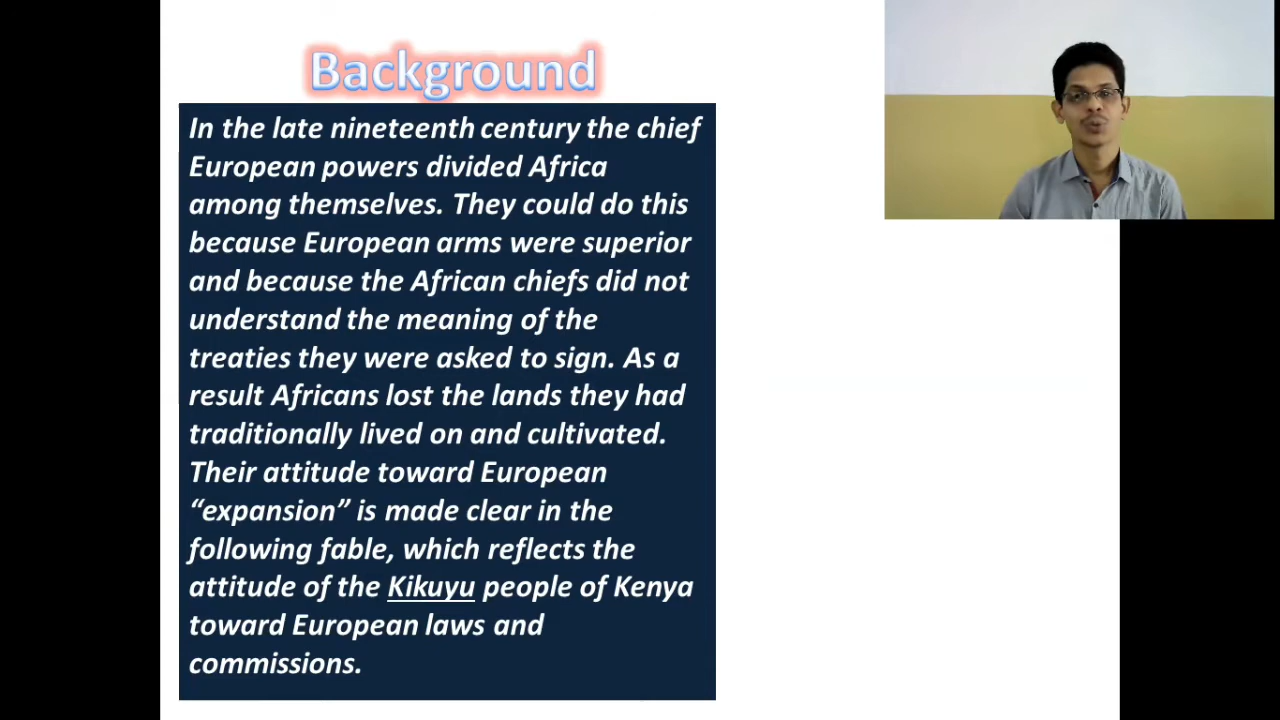 Background
In the late nineteenth century the chief
European powers divided Africa
among themselves. They could do this
because European arms were superior
and because the African chiefs did not
understand the meaning of the
treaties they were asked to sign. As a
result Africans lost the lands they had
traditionally lived on and cultivated.
Their attitude toward European
“expansion” is made clear in the
following fable, which reflects the
attitude of the Kikuyu people of Kenya
toward European laws and
commissions.